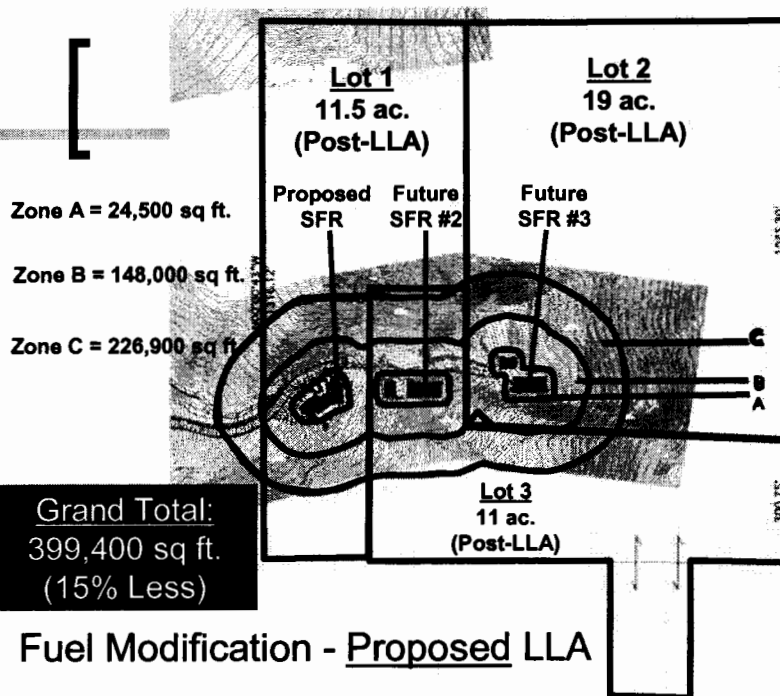 Lot 1
11.5 ac.
(Post-LLA)
Lot 2
19 ac.
(Post-LLA)
Zone A = 24,500 sq ft.
Proposed
SFR
Future
SFR #2
Future
SFR #3
Zone B = 148,000 sq ft.
Zone C = 226,900 sq ft
C
B
A
Grand Total:
399,400 sq ft.
(15% Less)
Lot 3
11 ac.
(Post-LLA)
Fuel Modification - Proposed LLA